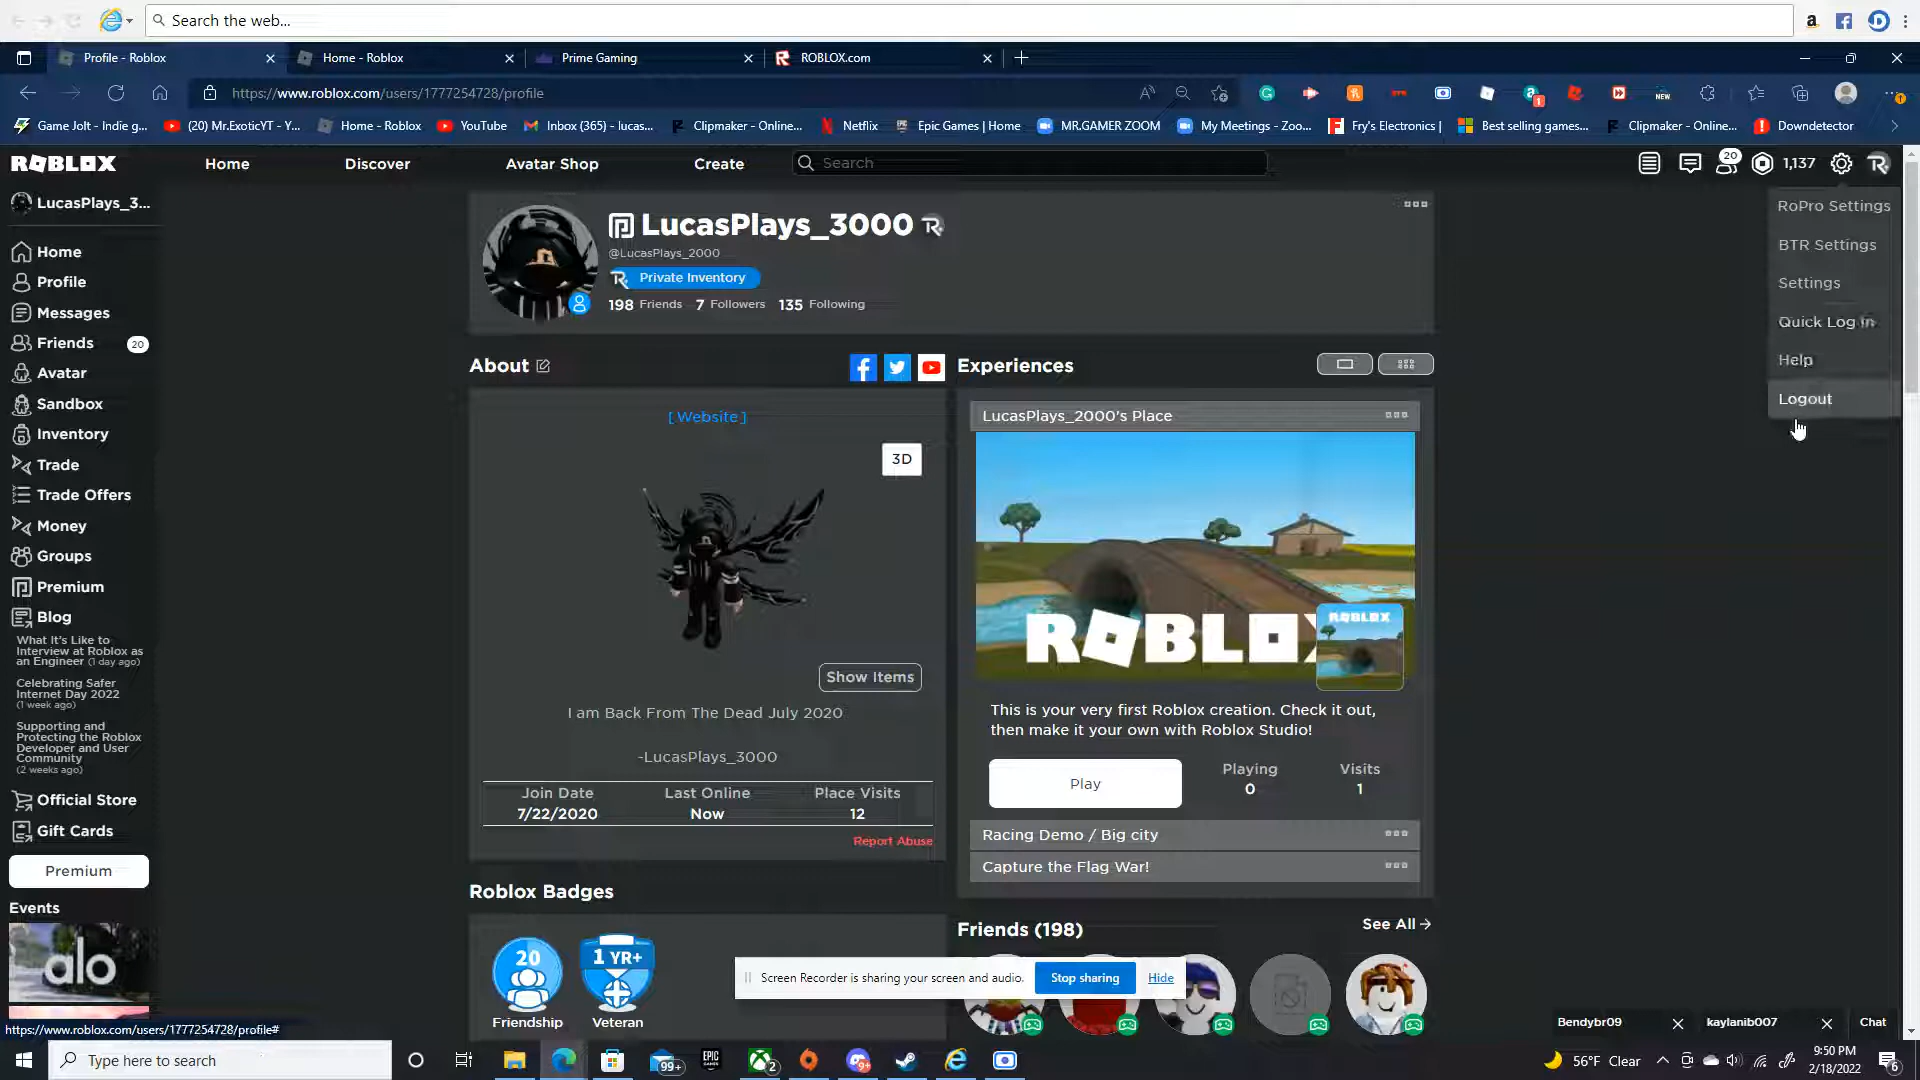 Search the web...
Profile - Roblox
Home - Roblox
Prime Gaming
ROBLOX.com
https://www.roblox.com/users/1777254728/profile
Game Jolt - Indie g...
(20) Mr.ExoticYT - Y...
Home - Roblox
YouTube
Inbox (365) - lucas...
Clipmaker - Online...
Netflix
Epic Games | Home
MR.GAMER ZOOM
My Meetings - Zoo...
Fry's Electronics |
Best selling games...
Clipmaker - Online...
Downdetector
ROBLOX
Home
Discover
Avatar Shop
Create
Search
20
1,137
LucasPlays_3...
Home
Profile
Messages
Friends
20
Avatar
Sandbox
Inventory
Trade
Trade Offers
Money
Groups
Premium
Blog
What It's Like to
Interview at Roblox as
an Engineer (1 day ago)
Celebrating Safer
Internet Day 2022
(1 week ago)
Supporting and
Protecting the Roblox
Developer and User
Community
(2 weeks ago)
Official Store
Gift Cards
Premium
Events
alo
LucasPlays_3000
@LucasPlays_2000
Private Inventory
198 Friends 7 Followers 135 Following
RoPro Settings
BTR Settings
Settings
Quick Log In
Help
Logout
About
[ Website ]
3D
Show Items
I am Back From The Dead July 2020
-LucasPlays_3000
Join Date Last Online Place Visits
7/22/2020 Now 12
Report Abuse
Roblox Badges
20
Friendship
1 YR+
Veteran
Experiences
LucasPlays_2000's Place
ROBLOX
ROBLOX
This is your very first Roblox creation. Check it out,
then make it your own with Roblox Studio!
Play
Playing Visits
0 1
Racing Demo / Big city
Capture the Flag War!
Friends (198)
See All
Screen Recorder is sharing your screen and audio.
Stop sharing
Hide
https://www.roblox.com/users/1777254728/profile#
Bendybr09
kaylanib007
Chat
Type here to search
99+
EPIC
2
56°F Clear
9:50 PM
2/18/2022
6